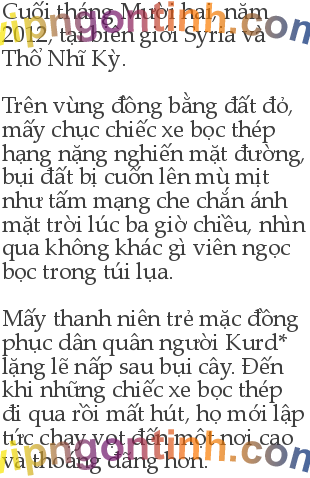 Cuối tháng Mười hai, năm
2012, tại biên giới Syria và
Thổ Nhĩ Kỳ.
Trên vùng đồng bằng đất đỏ,
mấy chục chiếc xe bọc thép
hạng nặng nghiến mặt đường,
bụi đất bị cuốn lên mù mịt
như tấm mạng che chắn ánh
mặt trời lúc ba giờ chiều, nhìn
qua không khác gì viên ngọc
bọc trong túi lụa.
Mấy thanh niên trẻ mặc đồng
phục dân quân người Kurd*
lặng lẽ nấp sau bụi cây. Đến
khi những chiếc xe bọc thép
đi qua rồi mất hút, họ mới lập
tức chạy vọt đến một nơi cao
và thoáng đãng hơn.
vipngontinh.com
vipngontinh.com